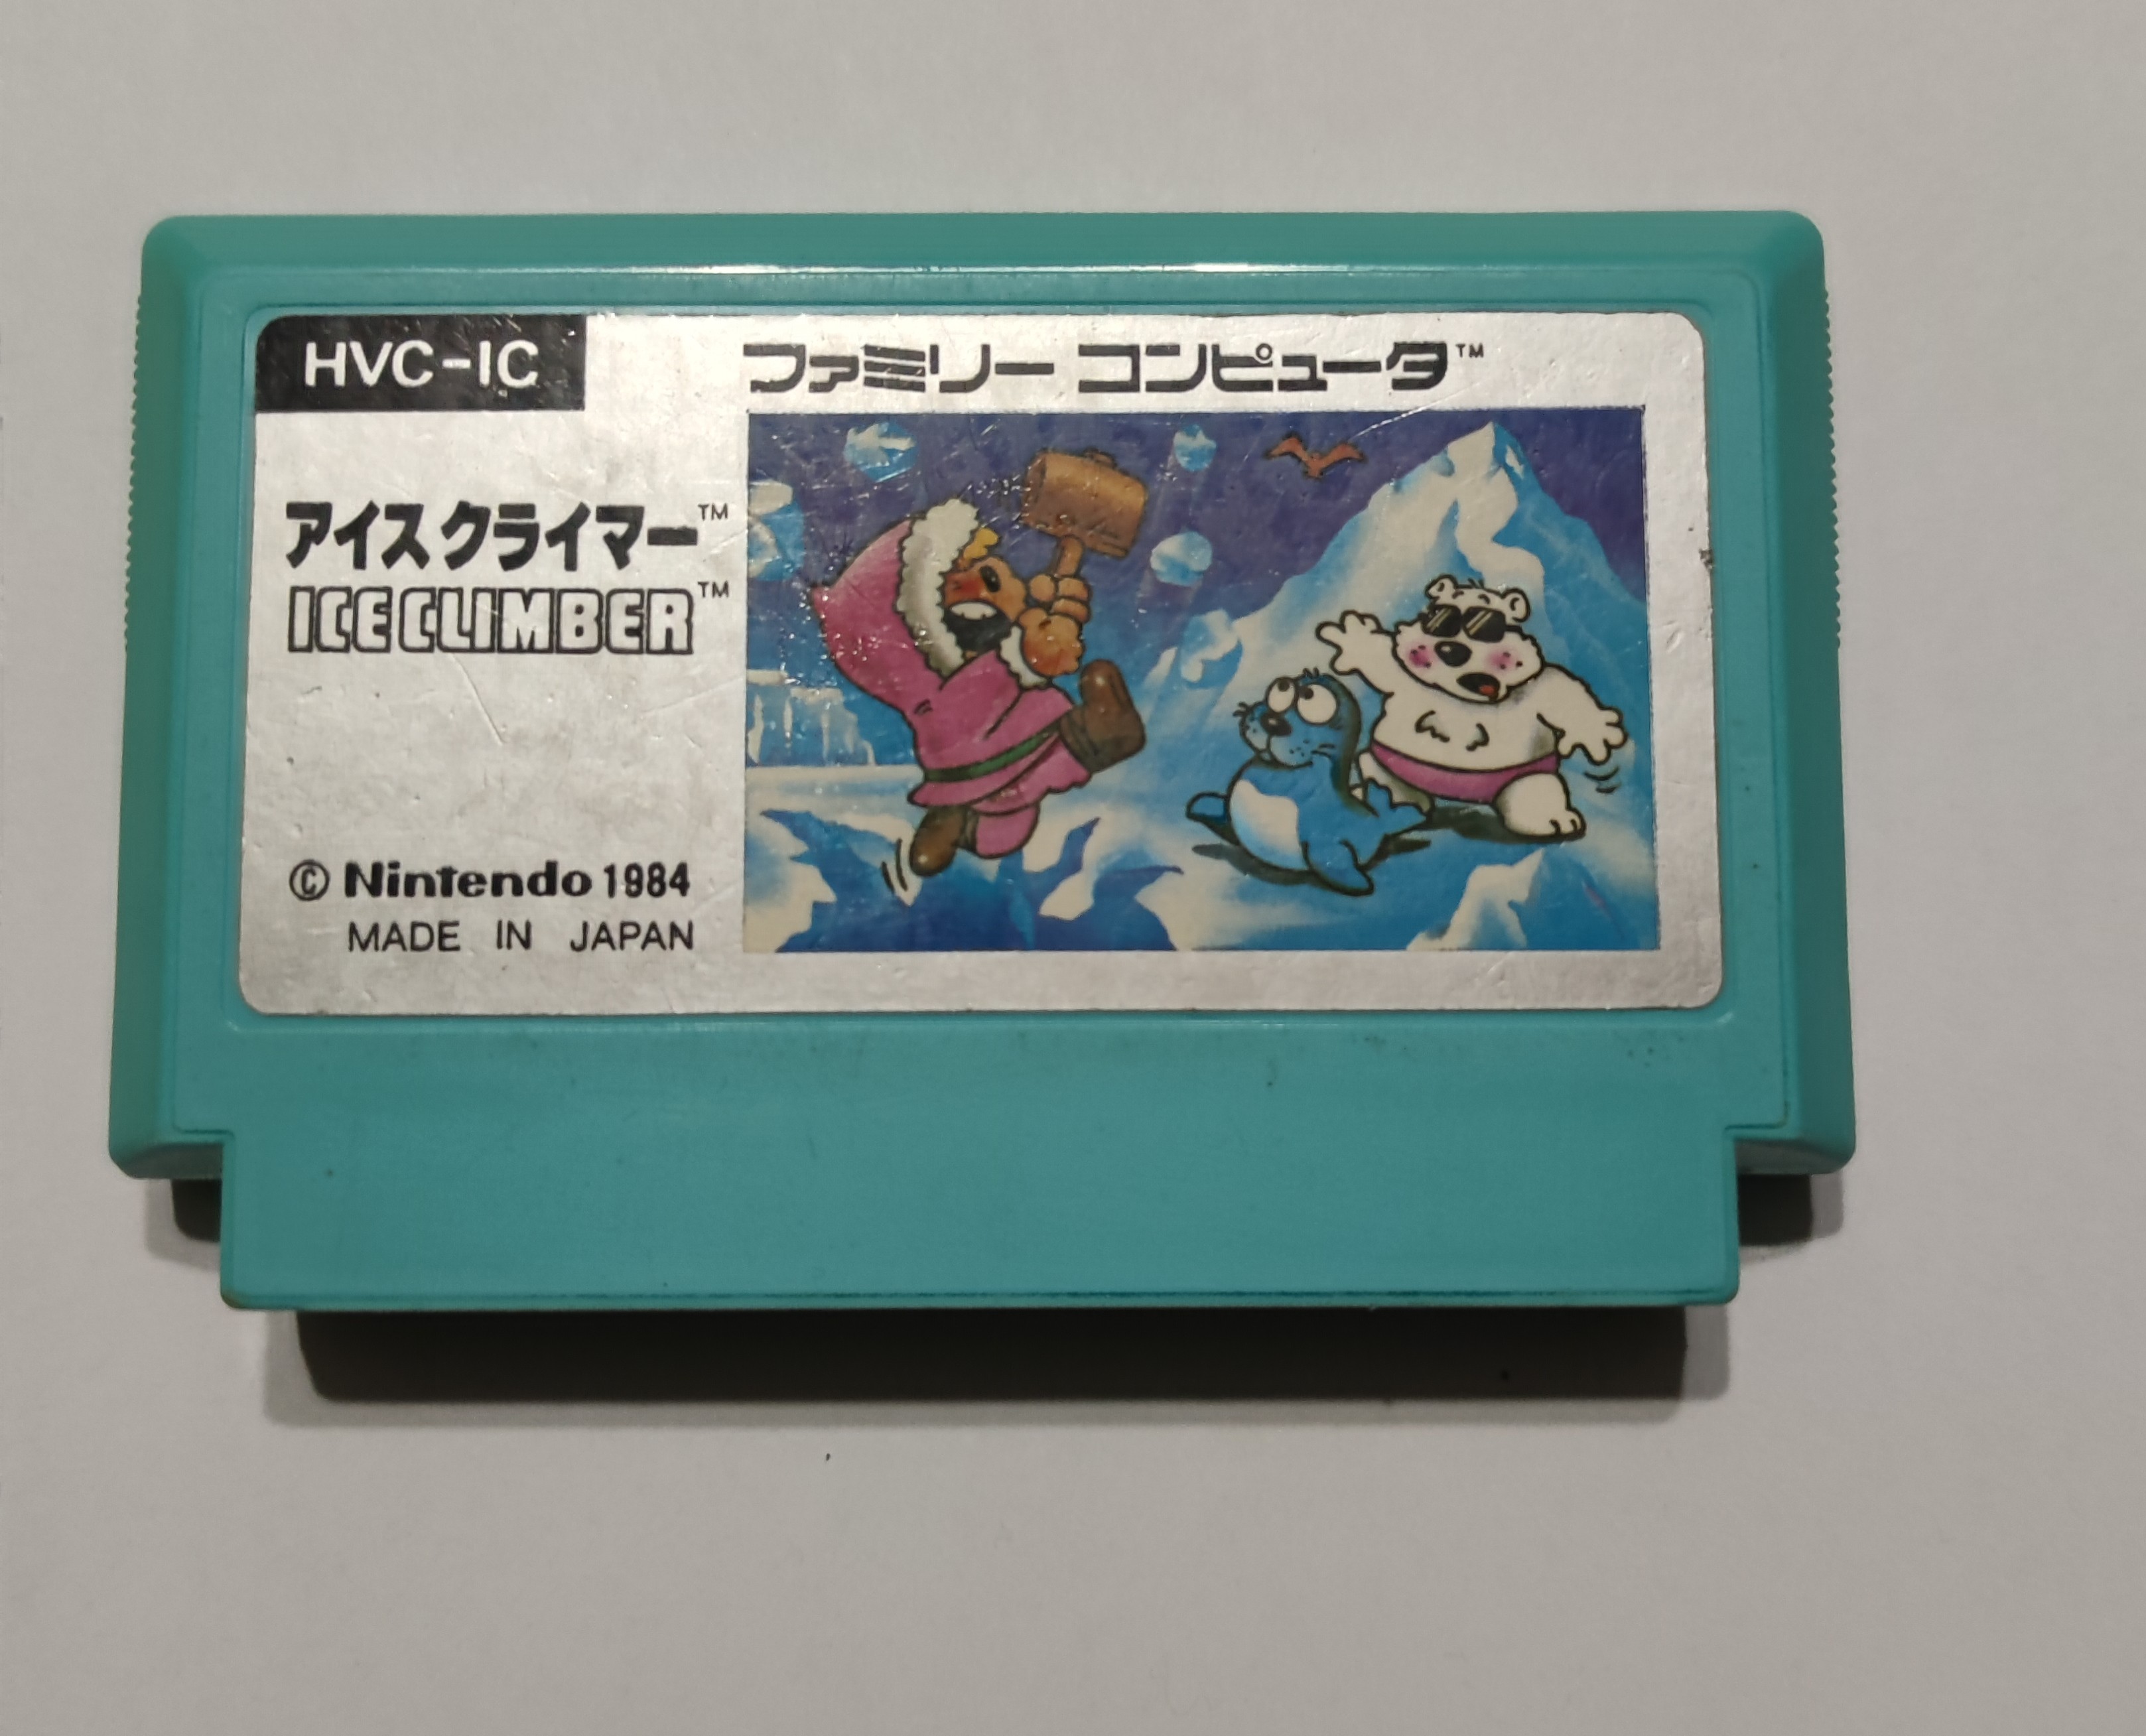 HVC-IC
ファミリー コンピュータ™
アイスクライマー™
ICE CLIMBER™
© Nintendo 1984
MADE IN JAPAN